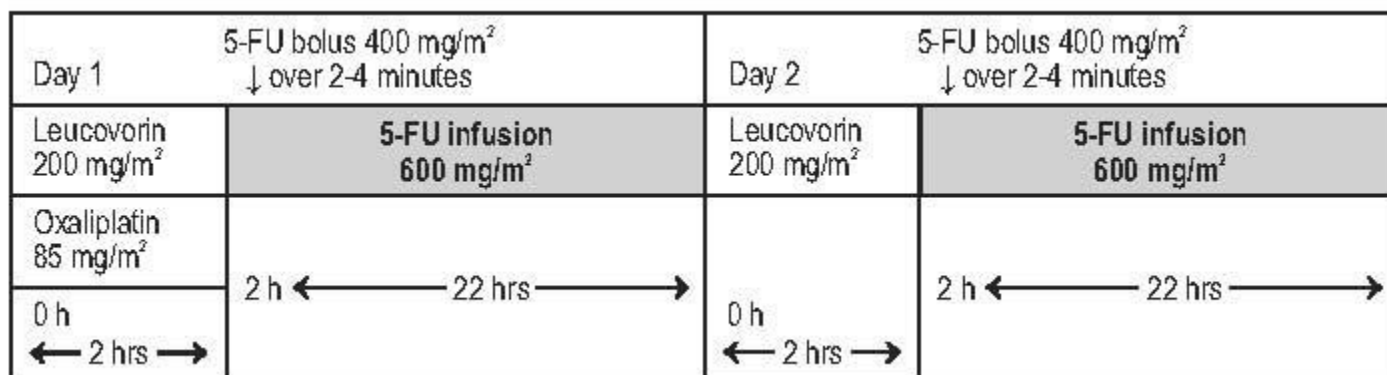 5-FU bolus 400 mg/m²
Day 1 ↓ over 2-4 minutes
Leucovorin
200 mg/m²
5-FU infusion
600 mg/m²
Oxaliplatin
85 mg/m²
0 h
2 hrs
2 h 22 hrs
5-FU bolus 400 mg/m²
Day 2 ↓ over 2-4 minutes
Leucovorin
200 mg/m²
5-FU infusion
600 mg/m²
0 h
2 hrs
2 h 22 hrs